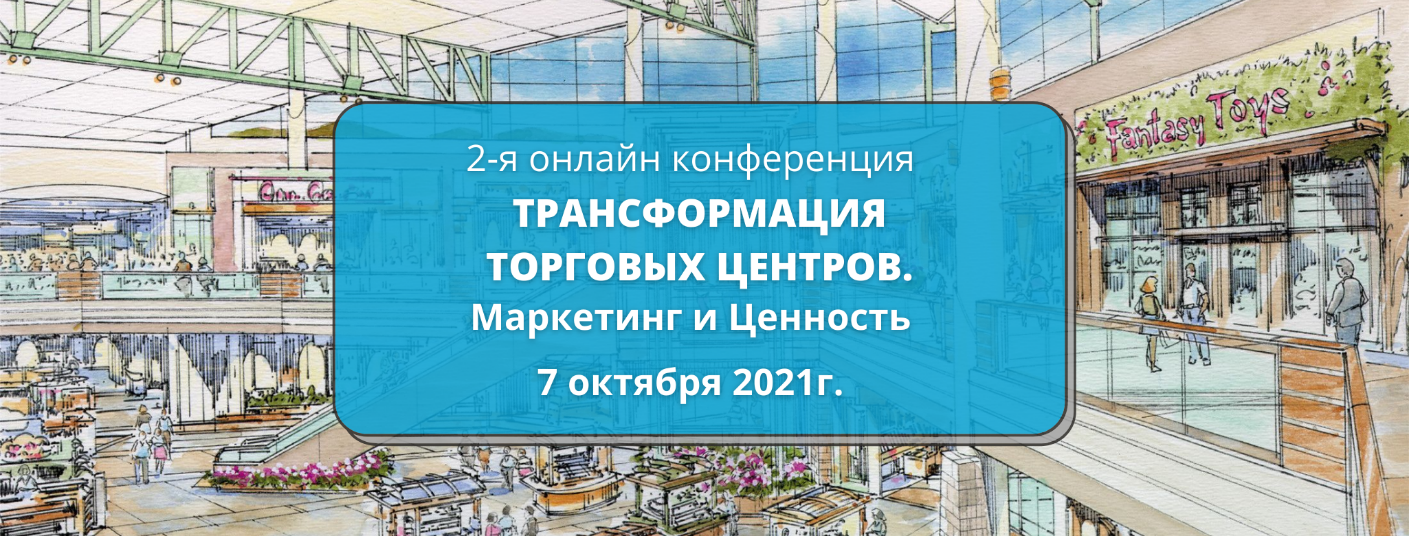 2-я онлайн конференция
ТРАНСФОРМАЦИЯ
ТОРГОВЫХ ЦЕНТРОВ.
Маркетинг и Ценность
7 октября 2021г.
Fantasy Toys